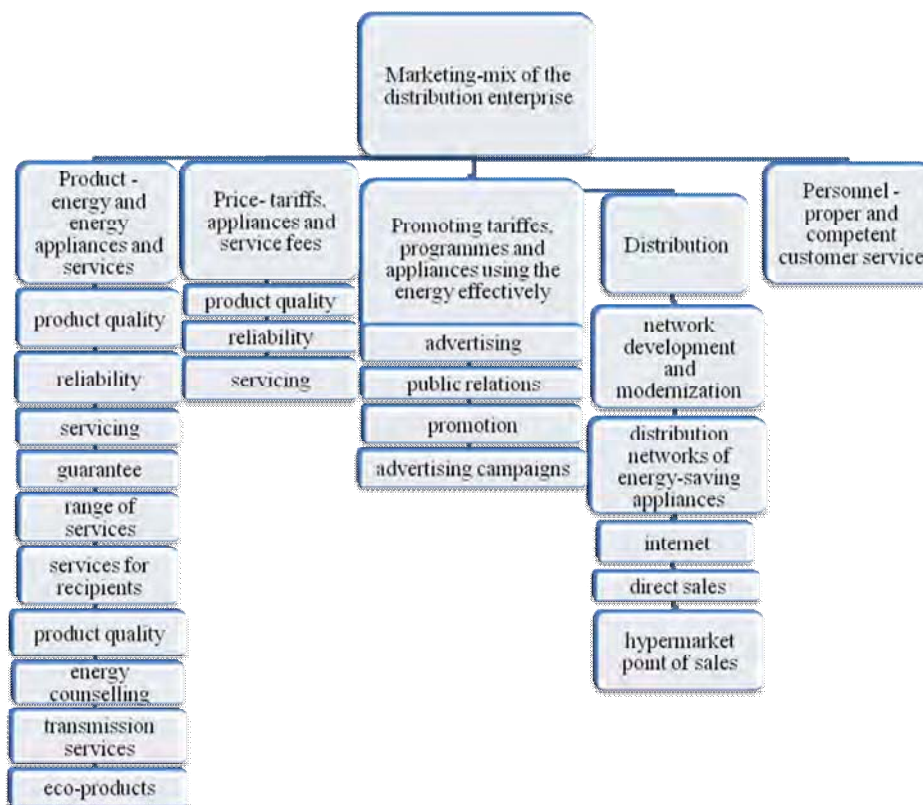 Marketing-mix of the
distribution enterprise
Product -
energy and
energy
appliances and
services
product quality
reliability
servicing
guarantee
range of
services
services for
recipients
product quality
energy
counselling
transmission
services
eco-products
Price- tariffs,
appliances and
service fees
product quality
reliability
servicing
Promoting tariffes,
programmes and
appliances using the
energy effectively
advertising
public relations
promotion
advertising campaigns
Distribution
network
development
and
modernization
distribution
networks of
energy-saving
appliances
internet
direct sales
hypermarket
point of sales
Personnel -
proper and
competent
customer service